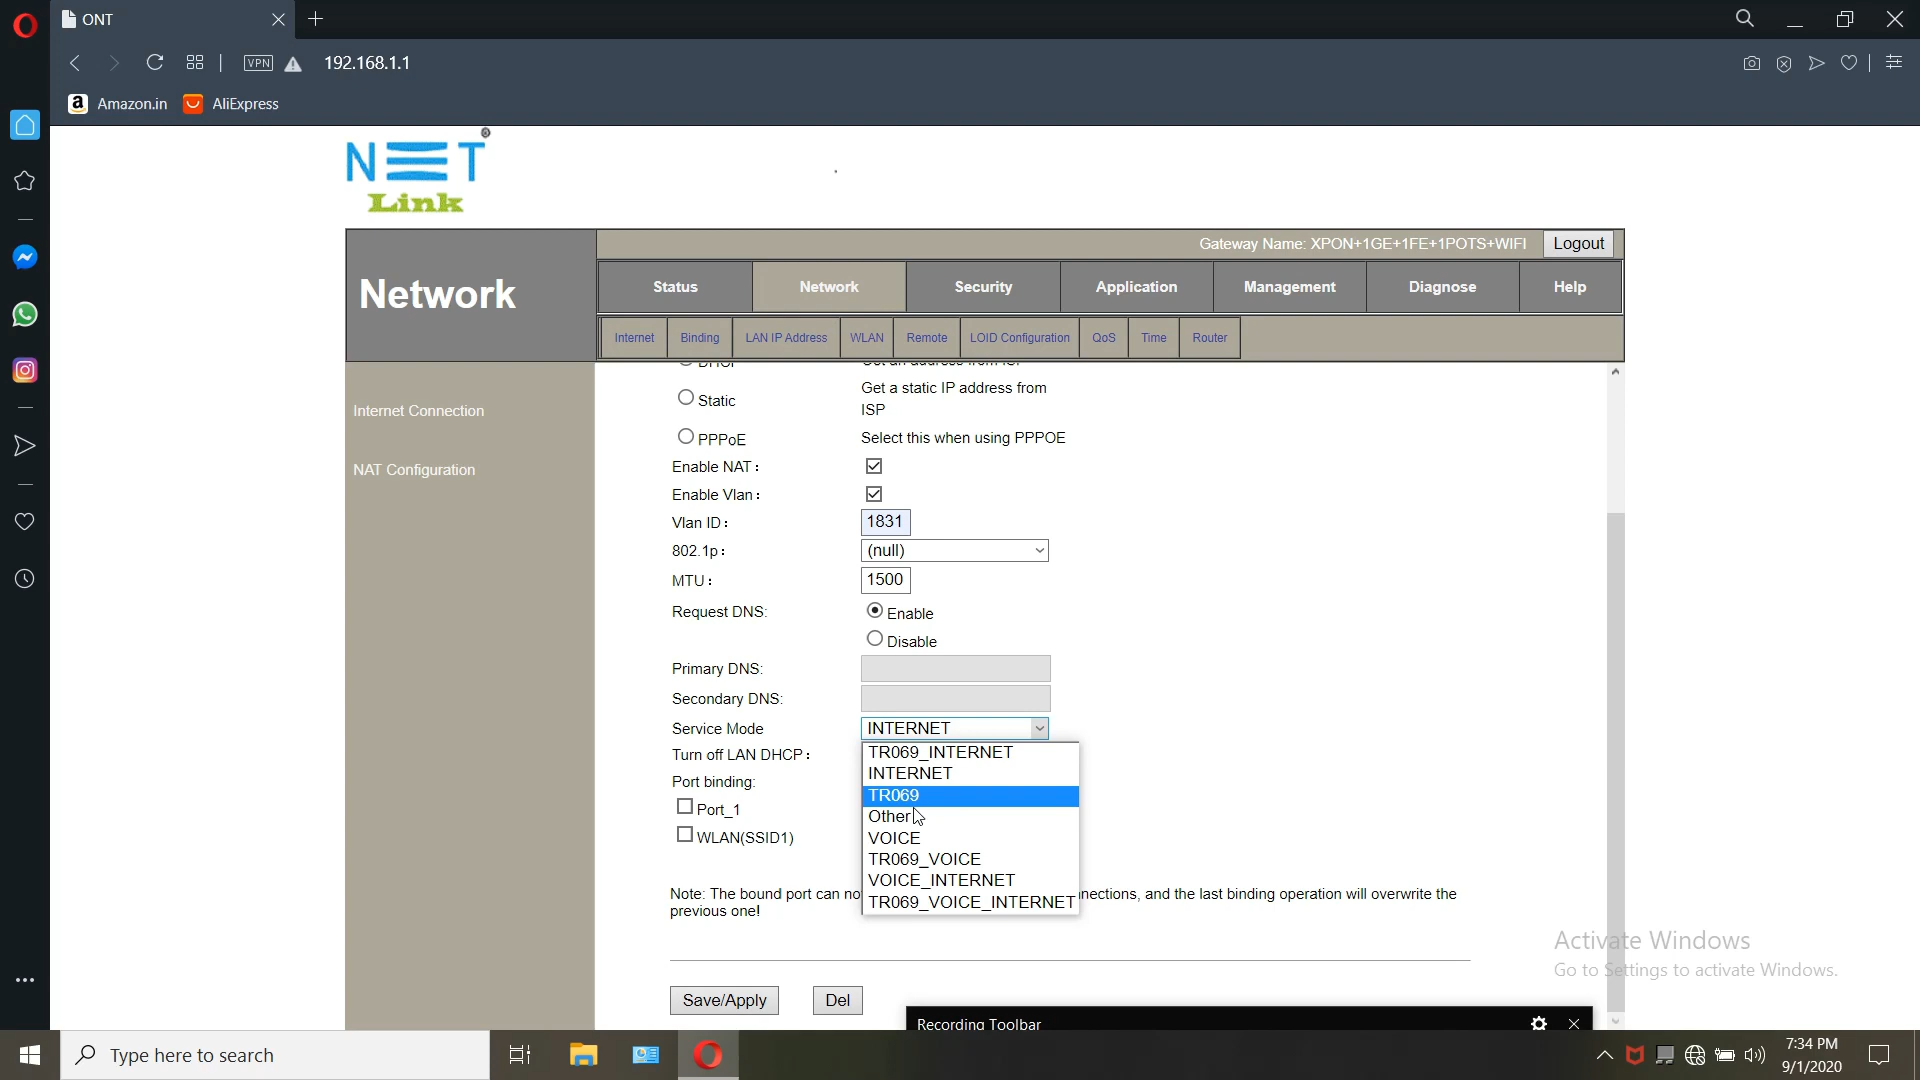 ONT
VPN
192.168.1.1
a Amazon.in AliExpress
NET
Link
Gateway Name: XPON+1GE+1FE+1POTS+WIFI Logout
Network
Status Network Security Application Management Diagnose Help
Internet Binding LAN IP Address WLAN Remote LOID Configuration QoS Time Router
Internet Connection
NAT Configuration
DHCP Get an address from ISP
Static Get a static IP address from
ISP
PPPoE Select this when using PPPOE
Enable NAT:
Enable Vlan:
Vlan ID: 1831
802.1p: (null)
MTU: 1500
Request DNS: Enable
Disable
Primary DNS:
Secondary DNS:
Service Mode INTERNET
Turn off LAN DHCP:
TR069_INTERNET
INTERNET
TR069
Other
VOICE
TR069_VOICE
VOICE_INTERNET
TR069_VOICE_INTERNET
Port binding:
Port_1
WLAN(SSID1)
Note: The bound port can no nections, and the last binding operation will overwrite the
previous one!
Save/Apply Del
Activate Windows
Go to Settings to activate Windows.
Recording Toolbar
Type here to search
7:34 PM
9/1/2020